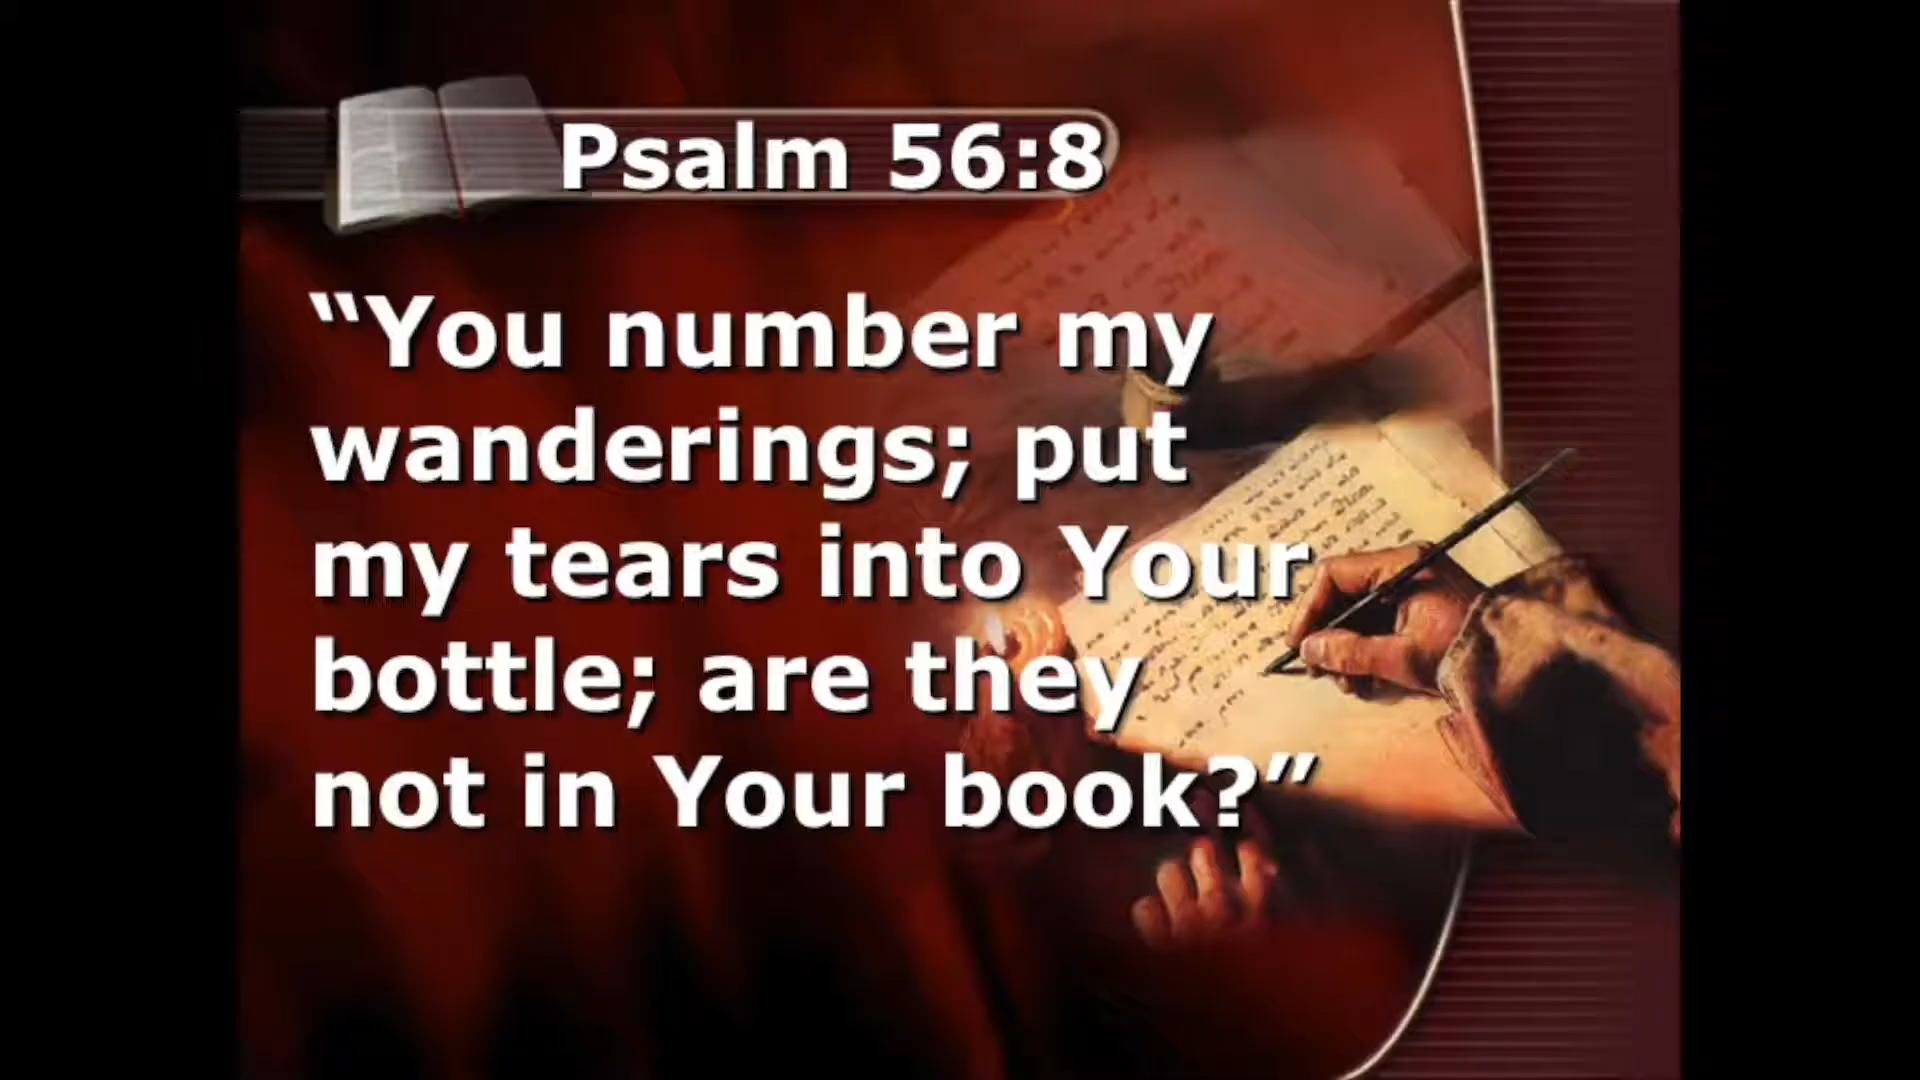 Psalm 56:8
“You number my
wanderings; put
my tears into Your
bottle; are they
not in Your book?”